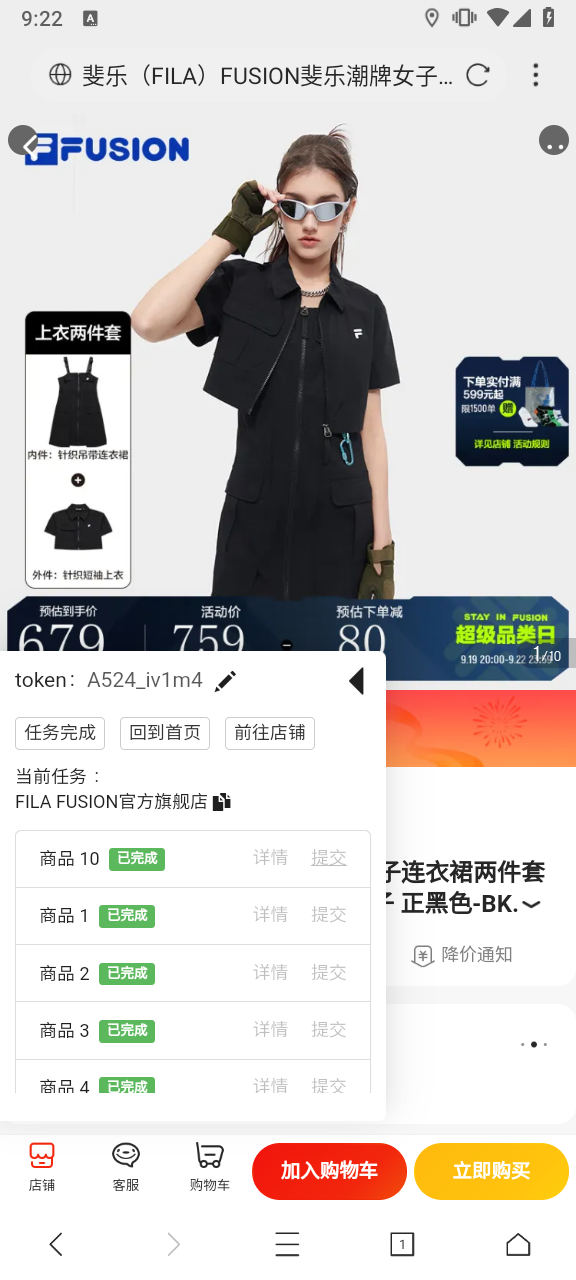 9:22
A
斐乐（FILA）FUSION斐乐潮牌女子...
FUSION
上衣两件套
内件：针织吊带连衣裙
外件：针织短袖上衣
下单实付满
599元起
限1500单 赠
详见店铺 活动规则
预估到手价 活动价 预估下单减
679 759 80
STAY IN FUSION
超级品类日
9.19 20:00-9.22 23:59
1/10
token： A524_iv1m4
任务完成 回到首页 前往店铺
当前任务：
FILA FUSION官方旗舰店
商品 10 已完成 详情 提交
商品 1 已完成 详情 提交
商品 2 已完成 详情 提交
商品 3 已完成 详情 提交
商品 4 已完成 详情 提交
子连衣裙两件套
正黑色-BK.
降价通知
店铺 客服 购物车 加入购物车 立即购买
1